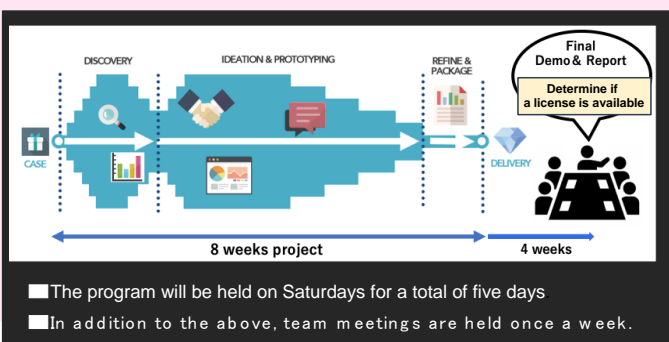 DISCOVERY
IDEATION & PROTOTYPING
REFINE &
PACKAGE
Final
Demo & Report
Determine if
a license is available
CASE
DELIVERY
8 weeks project
4 weeks
The program will be held on Saturdays for a total of five days.
In addition to the above, team meetings are held once a week.